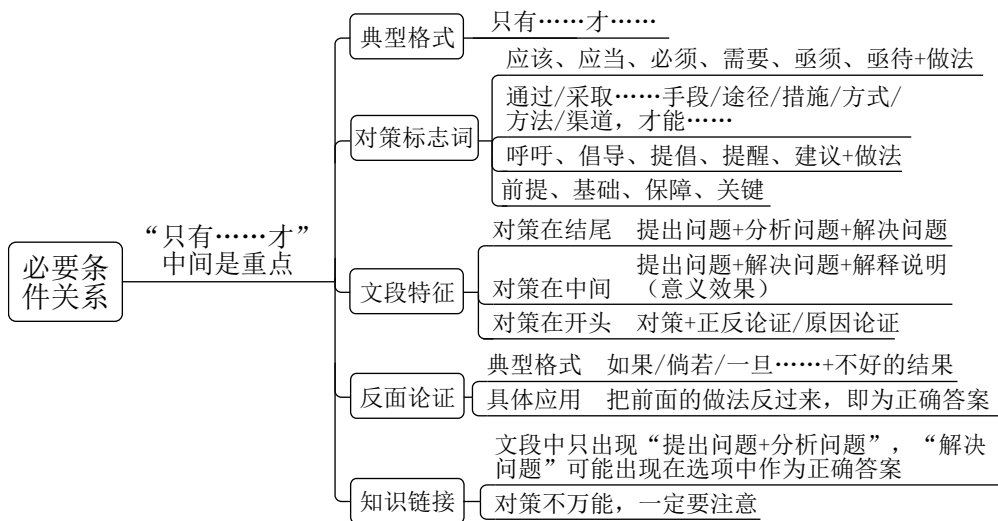 必要条
件关系
“只有……才”
中间是重点
典型格式
只有……才……
对策标志词
应该、应当、必须、需要、亟须、亟待+做法
通过/采取……手段/途径/措施/方式/
方法/渠道，才能……
呼吁、倡导、提倡、提醒、建议+做法
前提、基础、保障、关键
文段特征
对策在结尾 提出问题+分析问题+解决问题
对策在中间 提出问题+解决问题+解释说明
（意义效果）
对策在开头 对策+正反论证/原因论证
反面论证
典型格式 如果/倘若/一旦……+不好的结果
具体应用 把前面的做法反过来，即为正确答案
知识链接
文段中只出现“提出问题+分析问题”，“解决
问题”可能出现在选项中作为正确答案
对策不万能，一定要注意